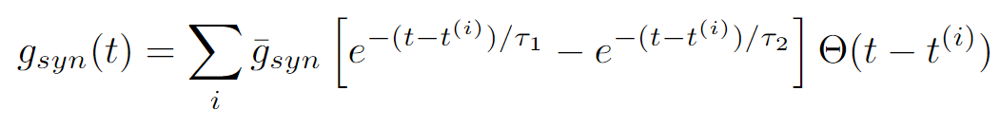 g_{syn}(t) = \sum_i \bar{g}_{syn} \left[ e^{-(t-t^{(i)})/\tau_1} - e^{-(t-t^{(i)})/\tau_2} \right] \Theta(t - t^{(i)})